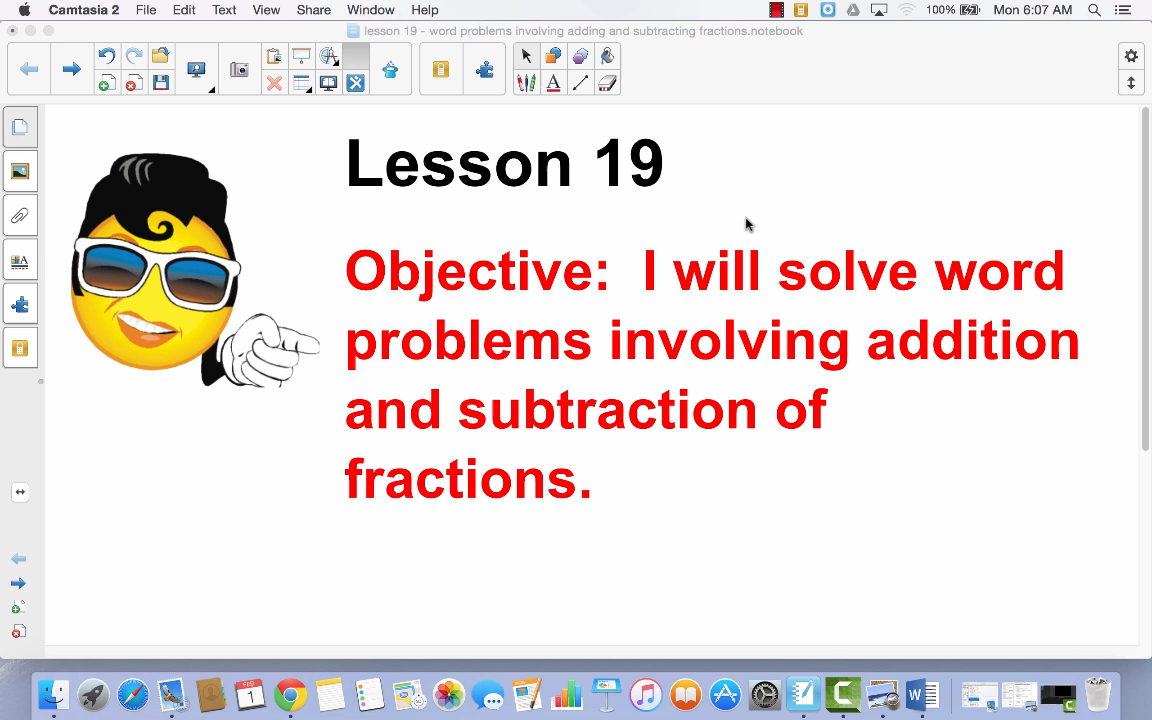 Camtasia 2 File Edit Text View Share Window Help 100% Mon 6:07 AM
lesson 19 - word problems involving adding and subtracting fractions.notebook
Lesson 19
Objective: I will solve word
problems involving addition
and subtraction of
fractions.